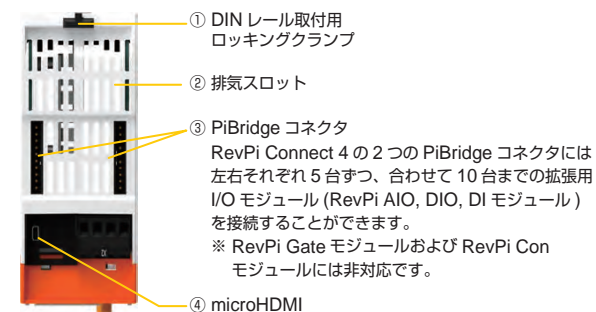 ① DIN レール取付用
ロッキングクランプ
② 排気スロット
③ PiBridge コネクタ
RevPi Connect 4 の 2 つの PiBridge コネクタには
左右それぞれ 5 台ずつ、合わせて 10 台までの拡張用
I/O モジュール (RevPi AIO, DIO, DI モジュール )
を接続することができます。
※ RevPi Gate モジュールおよび RevPi Con
モジュールには非対応です。
④ microHDMI